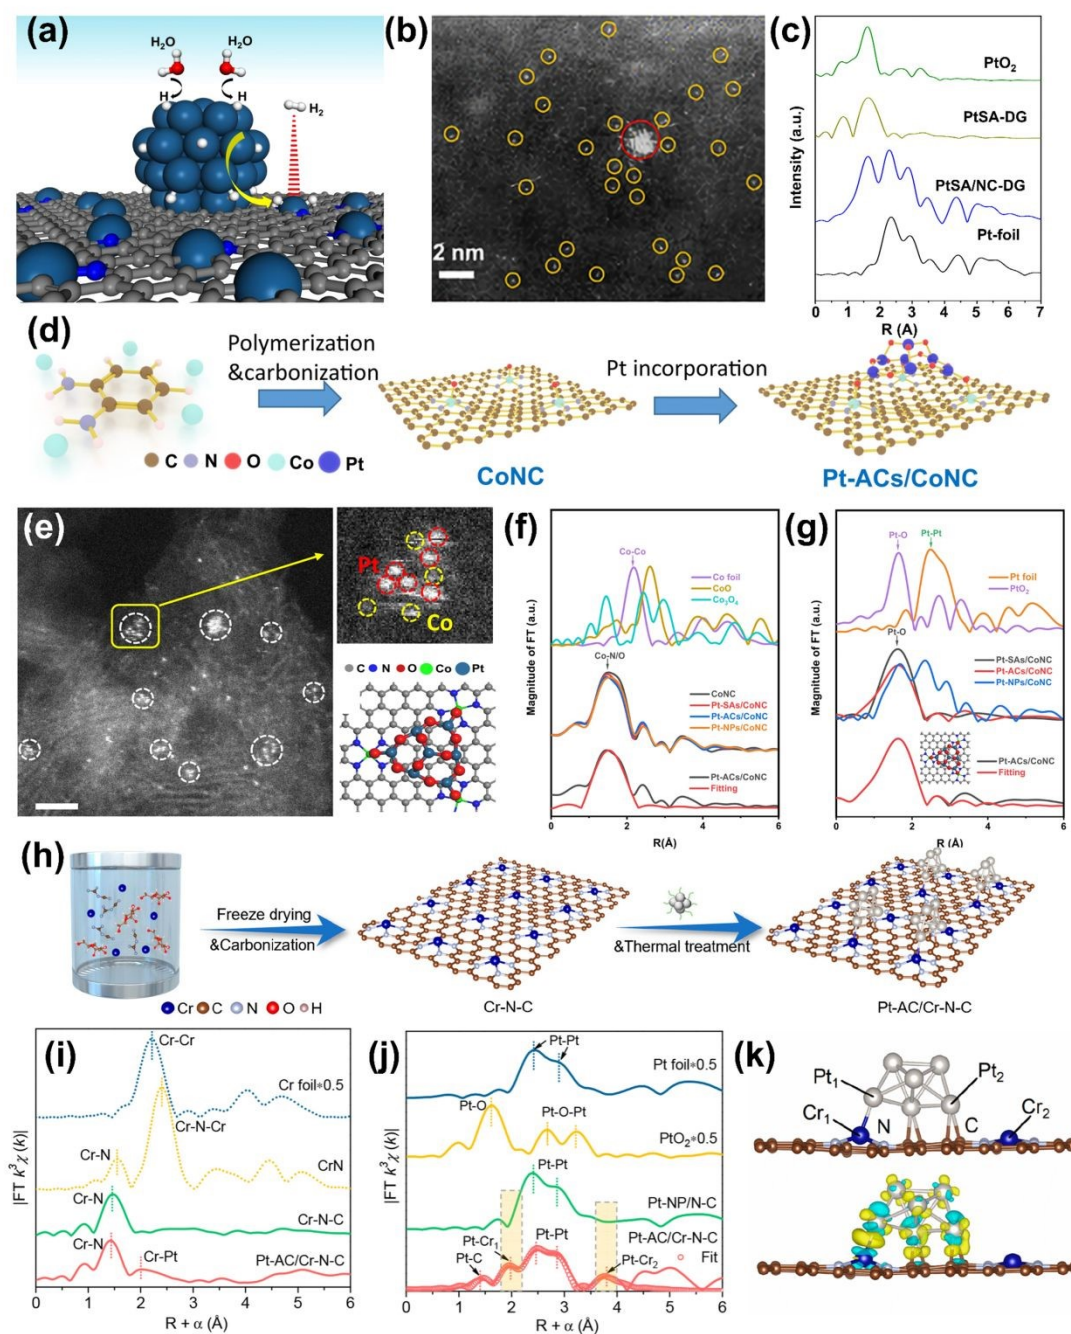 (a)
H₂O
H₂O
H
H
H₂
(b)
2 nm
(c)
Intensity (a.u.)
PtO₂
PtSA-DG
PtSA/NC-DG
Pt-foil
0 1 2 3 4 5 6 7
R (Å)
(d)
Polymerization
&carbonization
Pt incorporation
C N O Co Pt
CoNC
Pt-ACs/CoNC
(e)
Pt
Co
C N O Co Pt
(f)
Magnitude of FT (a.u.)
Co-Co
Co foil
CoO
Co₃O₄
Co-N/O
CoNC
Pt-SAs/CoNC
Pt-ACs/CoNC
Pt-NPs/CoNC
Pt-ACs/CoNC
Fitting
0 2 4 6
R(Å)
(g)
Magnitude of FT (a.u.)
Pt-O
Pt-Pt
Pt foil
PtO₂
Pt-O
Pt-SAs/CoNC
Pt-ACs/CoNC
Pt-NPs/CoNC
Pt-ACs/CoNC
Fitting
0 2 4 6
R(Å)
(h)
Freeze drying
&Carbonization
&Thermal treatment
Cr C N O H
Cr-N-C
Pt-AC/Cr-N-C
(i)
|FT k³χ (k)|
Cr-Cr
Cr foil*0.5
Cr-N-Cr
Cr-N
CrN
Cr-N
Cr-N-C
Cr-N
Cr-Pt
Pt-AC/Cr-N-C
0 1 2 3 4 5 6
R + α (Å)
(j)
|FT k³χ (k)|
Pt-Pt
Pt foil*0.5
Pt-O
Pt-O-Pt
PtO₂*0.5
Pt-Pt
Pt-NP/N-C
Pt-Cr₁
Pt-Pt
Pt-AC/Cr-N-C
Pt-C
Pt-Cr₂
Fit
0 1 2 3 4 5 6
R + α (Å)
(k)
Pt₁
Pt₂
Cr₁
N
C
Cr₂